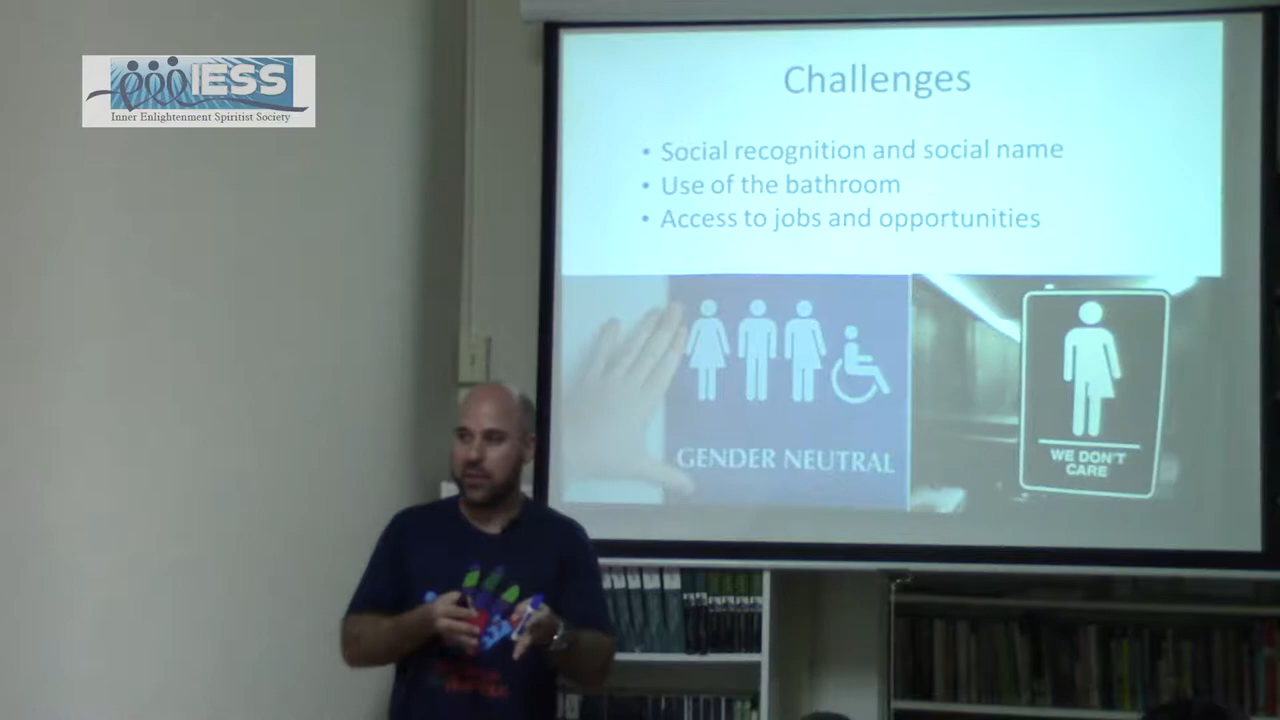 IESS
Inner Enlightenment Spiritist Society
Challenges
• Social recognition and social name
• Use of the bathroom
• Access to jobs and opportunities
GENDER NEUTRAL
WE DON'T
CARE